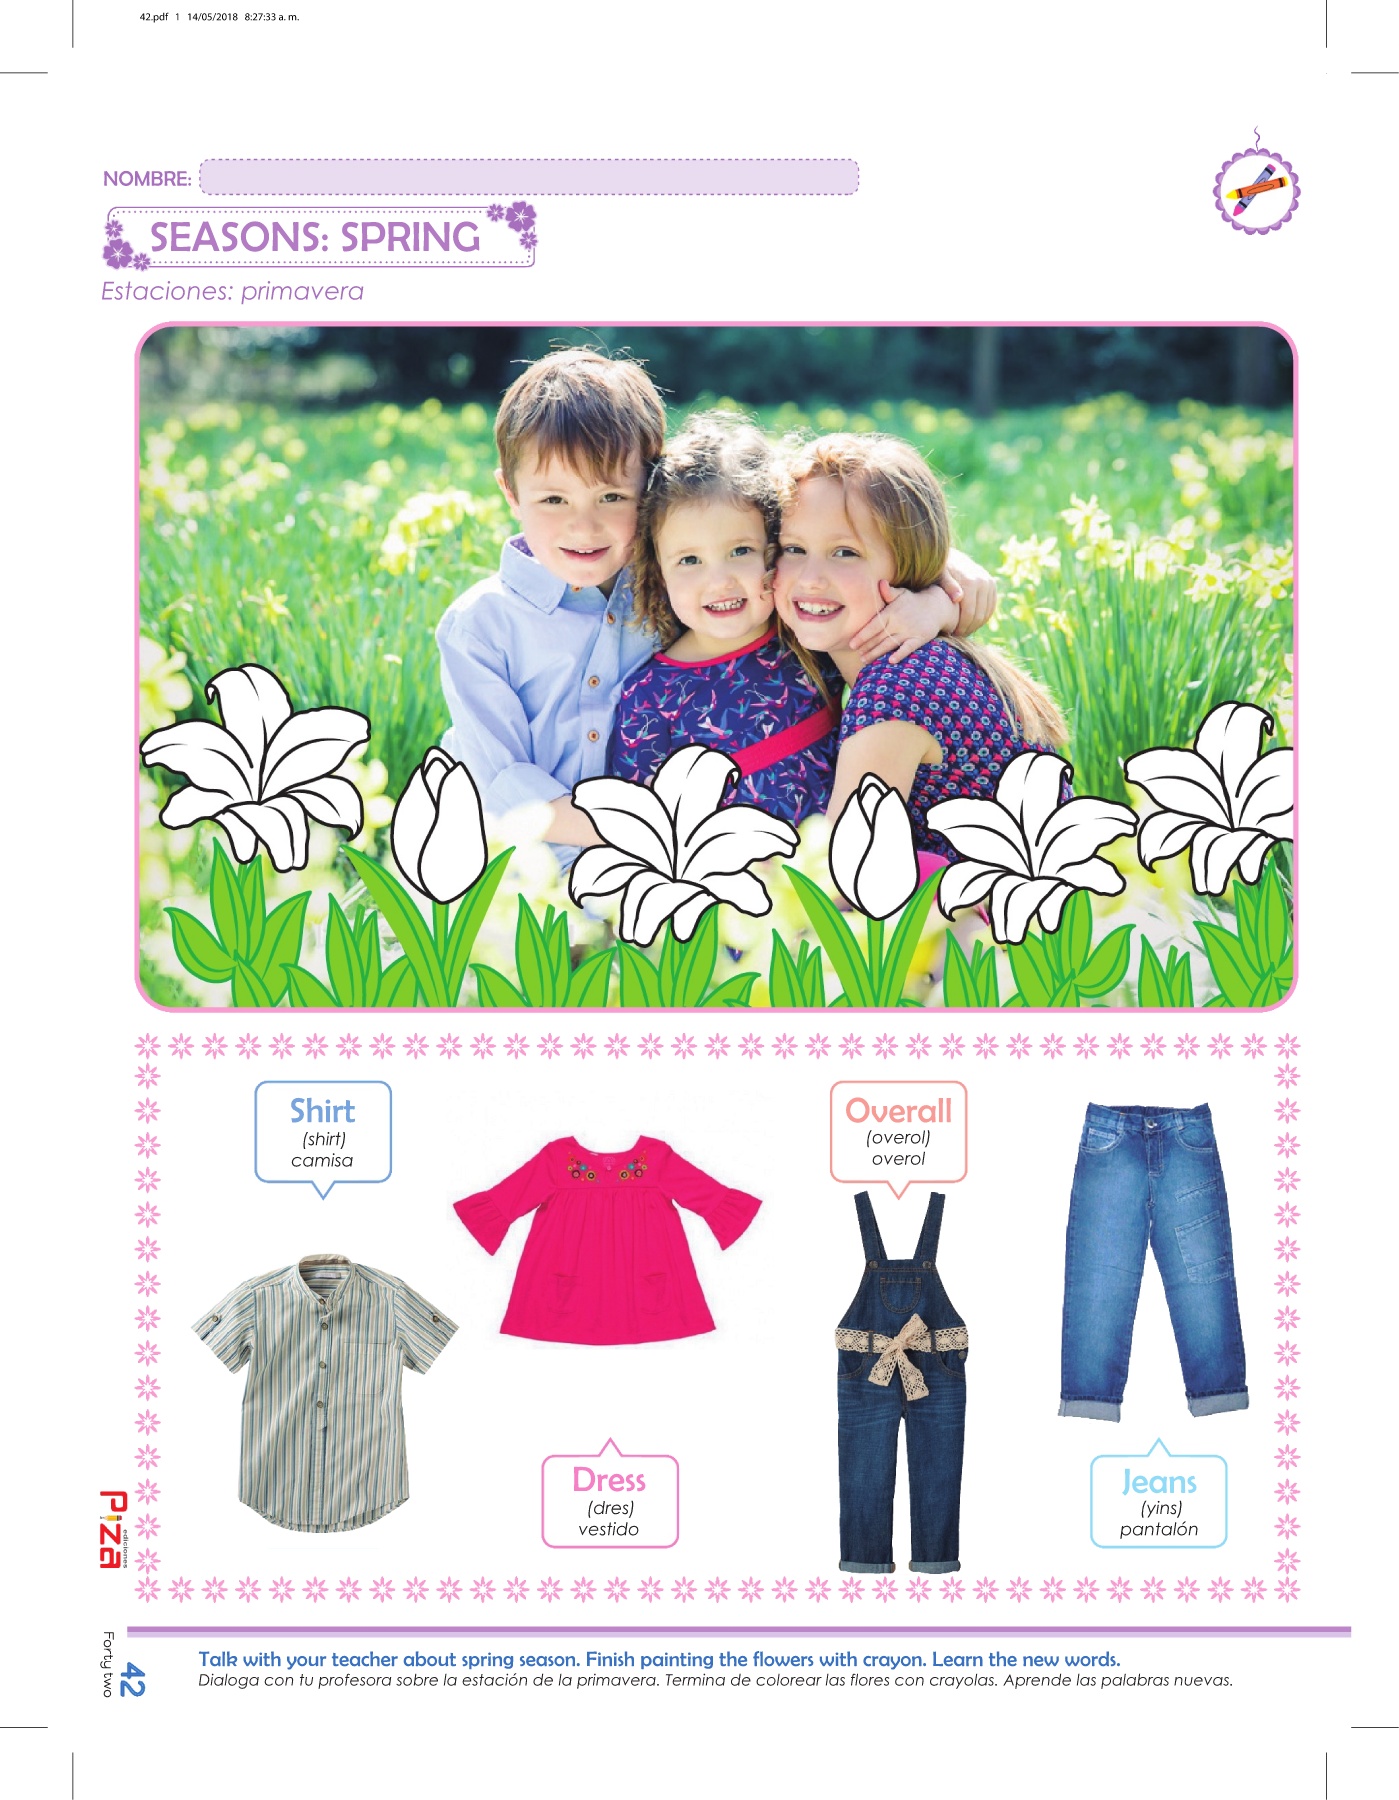 42.pdf 1 14/05/2018 8:27:33 a. m.
NOMBRE:
SEASONS: SPRING
Estaciones: primavera
Shirt
(shirt)
camisa
Overall
(overol)
overol
Dress
(dres)
vestido
Jeans
(yins)
pantalón
Piza
ediciones
Forty two
42
Talk with your teacher about spring season. Finish painting the flowers with crayon. Learn the new words.
Dialoga con tu profesora sobre la estación de la primavera. Termina de colorear las flores con crayolas. Aprende las palabras nuevas.